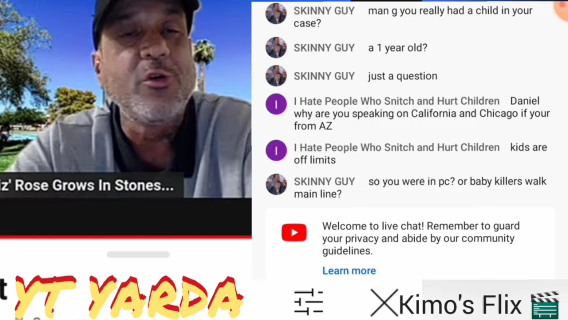 iz' Rose Grows In Stones...
t
YT YARDA
SKINNY GUY man g you really had a child in your
case?
SKINNY GUY a 1 year old?
SKINNY GUY just a question
I
I Hate People Who Snitch and Hurt Children Daniel
why are you speaking on California and Chicago if your
from AZ
I
I Hate People Who Snitch and Hurt Children kids are
off limits
SKINNY GUY so you were in pc? or baby killers walk
main line?
Welcome to live chat! Remember to guard
your privacy and abide by our community
guidelines.
Learn more
Kimo's Flix